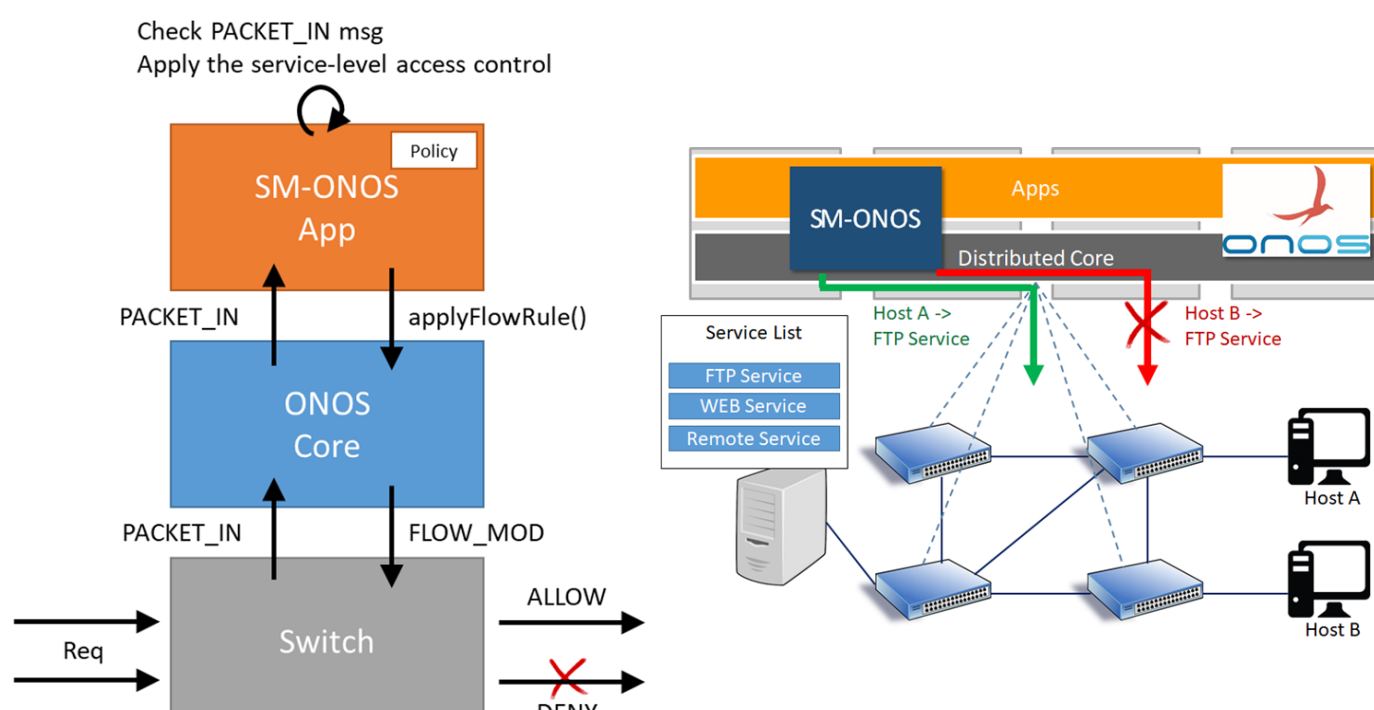 Check PACKET_IN msg
Apply the service-level access control
Policy
SM-ONOS
App
PACKET_IN
applyFlowRule()
ONOS
Core
PACKET_IN
FLOW_MOD
Req
Switch
ALLOW
DENY
Apps
SM-ONOS
onos
Distributed Core
Host A ->
FTP Service
Host B ->
FTP Service
Service List
FTP Service
WEB Service
Remote Service
Host A
Host B